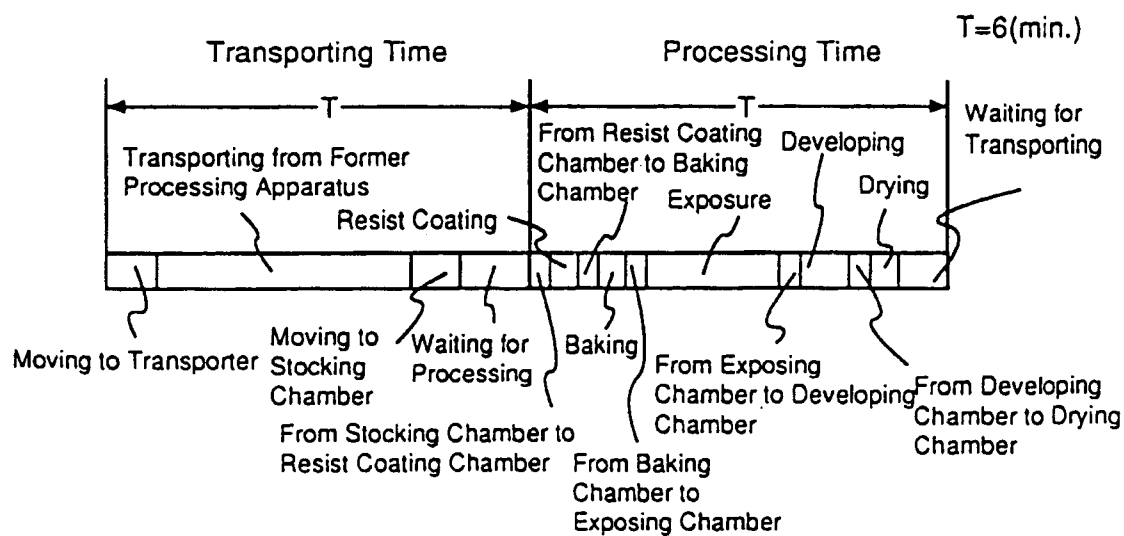 T=6(min.)
Transporting Time
Processing Time
T
T
Waiting for
Transporting
Transporting from Former
Processing Apparatus
Resist Coating
From Resist Coating
Chamber to Baking
Chamber
Exposure
Developing
Drying
Moving to Transporter
Moving to
Stocking
Chamber
Waiting for
Processing
From Stocking Chamber to
Resist Coating Chamber
Baking
From Baking
Chamber to
Exposing Chamber
From Exposing
Chamber to Developing
Chamber
From Developing
Chamber to Drying
Chamber